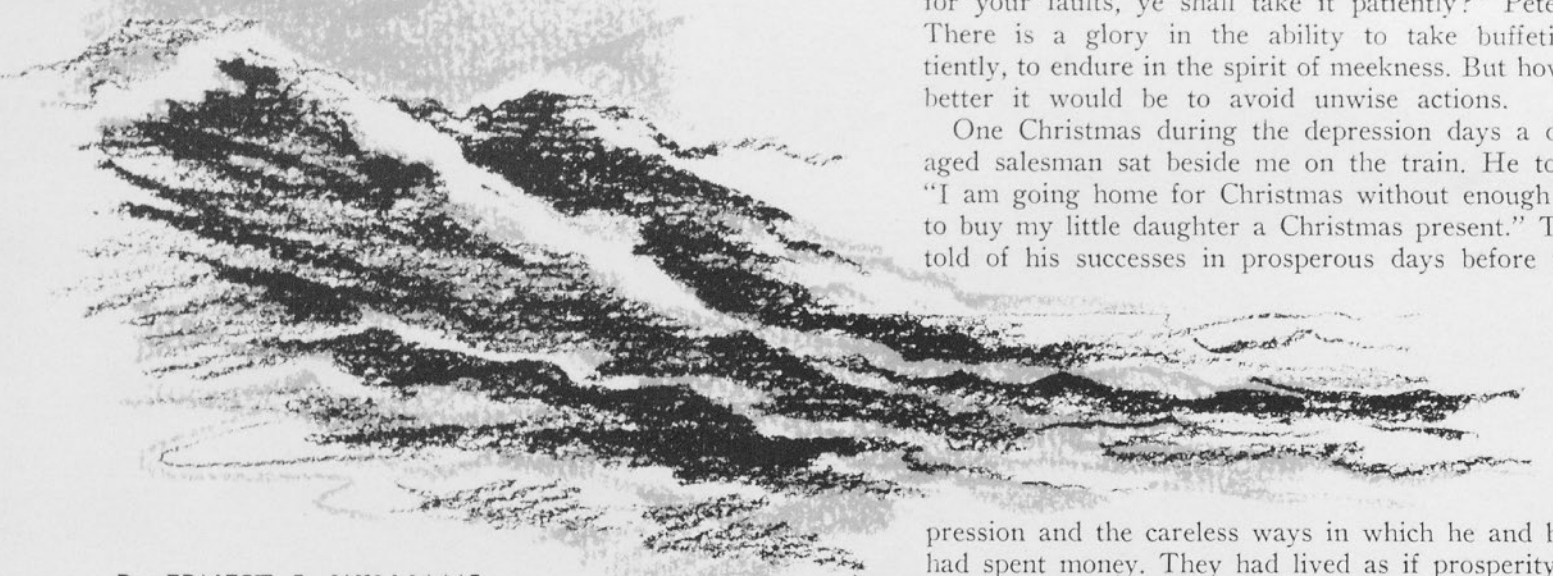 for your faults, ye shall take it patiently?
There is a glory in the ability to take
tiently, to endure in the spirit of meekness. But
better it would be to avoid unwise actions.
One Christmas during the depression days a
aged salesman sat beside me on the train. He
"I am going home for Christmas without enough
to buy my little daughter a Christmas present."
told of his successes in prosperous days before
pression and the careless ways in which he and
had spent money. They had lived as if prosperity